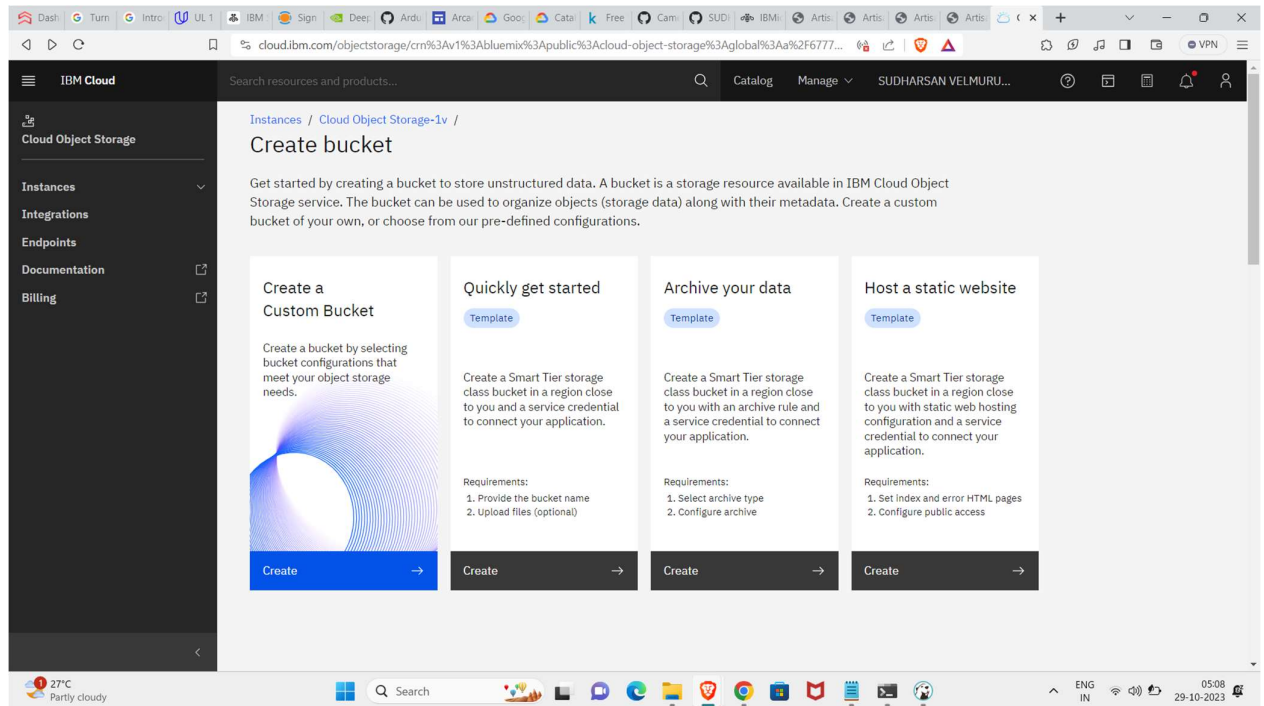 Dash
Turn
Intro
UL 1
IBM
Sign
Deep
Ardu
Arca
Goog
Cata
Free
Cam
SUDI
IBMi
Artis
Artis
Artis
Artis
cloud.ibm.com/objectstorage/crn%3Av1%3Abluemix%3Apublic%3Acloud-object-storage%3Aglobal%3Aa%2F6777...
VPN
IBM Cloud
Search resources and products...
Catalog
Manage
SUDHARSAN VELMURU...
Cloud Object Storage
Instances
Integrations
Endpoints
Documentation
Billing
Instances / Cloud Object Storage-1v /
Create bucket
Get started by creating a bucket to store unstructured data. A bucket is a storage resource available in IBM Cloud Object
Storage service. The bucket can be used to organize objects (storage data) along with their metadata. Create a custom
bucket of your own, or choose from our pre-defined configurations.
Create a
Custom Bucket
Create a bucket by selecting
bucket configurations that
meet your object storage
needs.
Create
Quickly get started
Template
Create a Smart Tier storage
class bucket in a region close
to you and a service credential
to connect your application.
Requirements:
1. Provide the bucket name
2. Upload files (optional)
Create
Archive your data
Template
Create a Smart Tier storage
class bucket in a region close
to you with an archive rule and
a service credential to connect
your application.
Requirements:
1. Select archive type
2. Configure archive
Create
Host a static website
Template
Create a Smart Tier storage
class bucket in a region close
to you with static web hosting
configuration and a service
credential to connect your
application.
Requirements:
1. Set index and error HTML pages
2. Configure public access
Create
1
27°C
Partly cloudy
Search
ENG
IN
05:08
29-10-2023